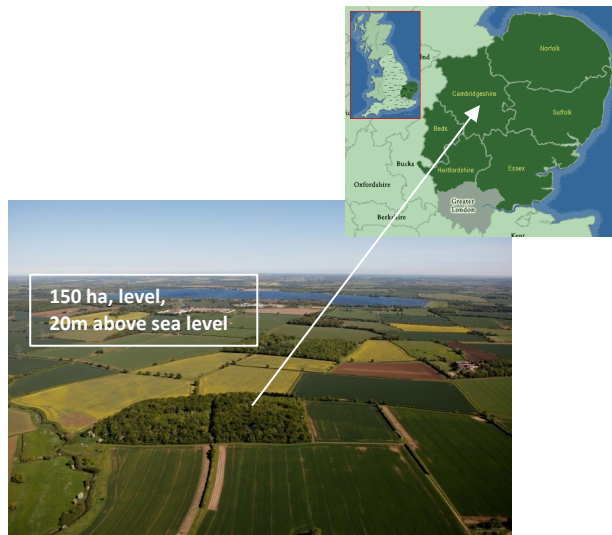 Norfolk
nd
Cambridgeshire
Suffolk
Beds
Bucks
Hertfordshire
Essex
Oxfordshire
Greater
London
Berkshire
Kent
150 ha, level,
20m above sea level